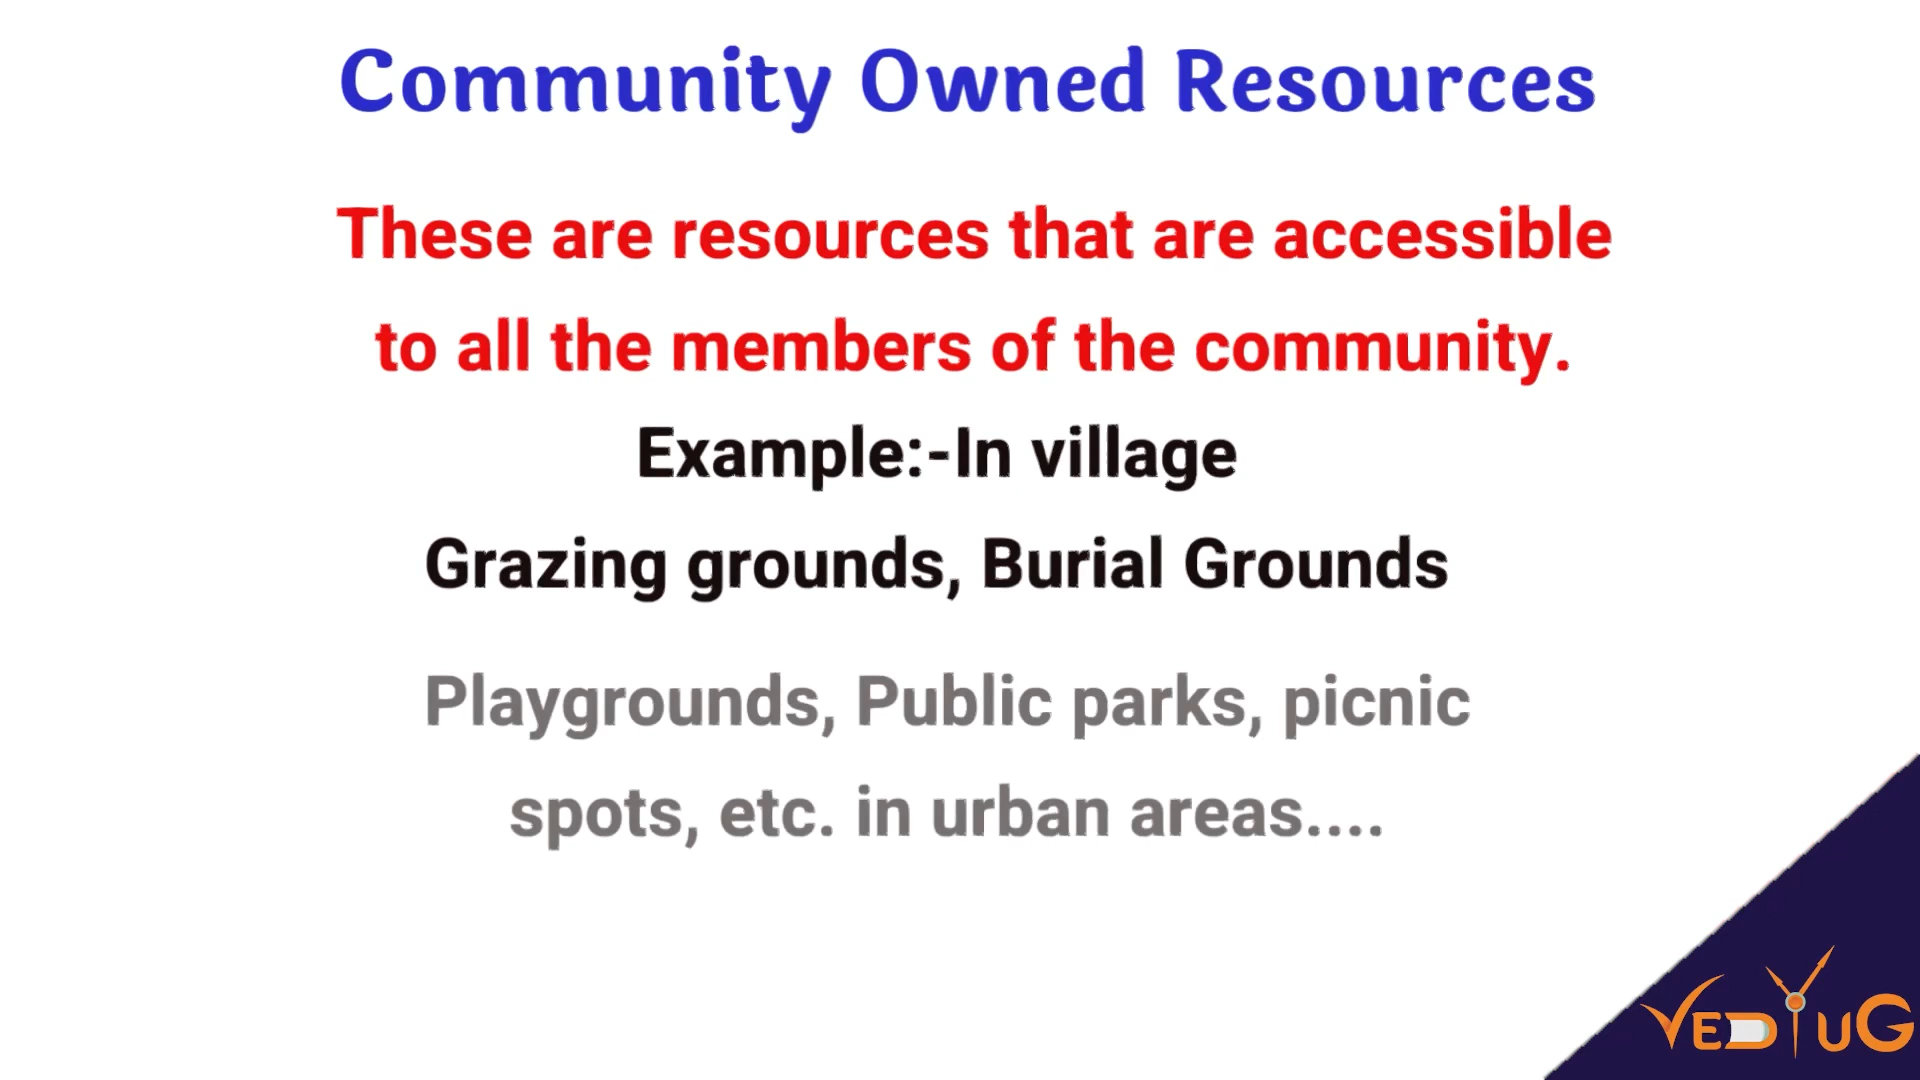 Community Owned Resources
These are resources that are accessible
to all the members of the community.
Example:-In village
Grazing grounds, Burial Grounds
Playgrounds, Public parks, picnic
spots, etc. in urban areas....
VEDYUG